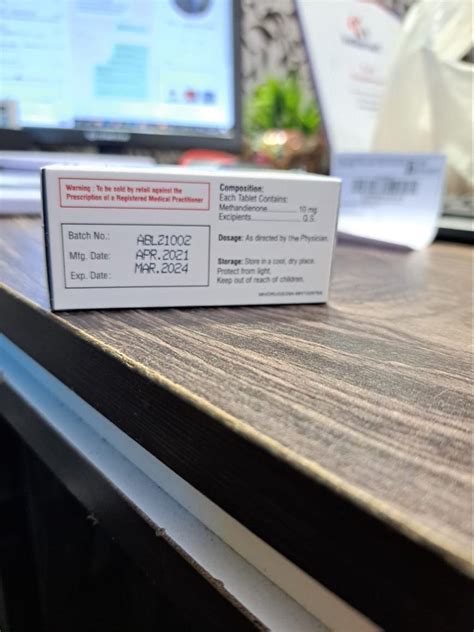 Warning : To be sold by retail against the
Prescription of a Registered Medical Practitioner
Batch No.: ABL21002
Mfg. Date: APR.2021
Exp. Date: MAR.2024
Composition:
Each Tablet Contains:
Methandienone 10 mg
Excipients Q.S.
Dosage: As directed by the Physician.
Storage: Store in a cool, dry place.
Protect from light.
Keep out of reach of children.